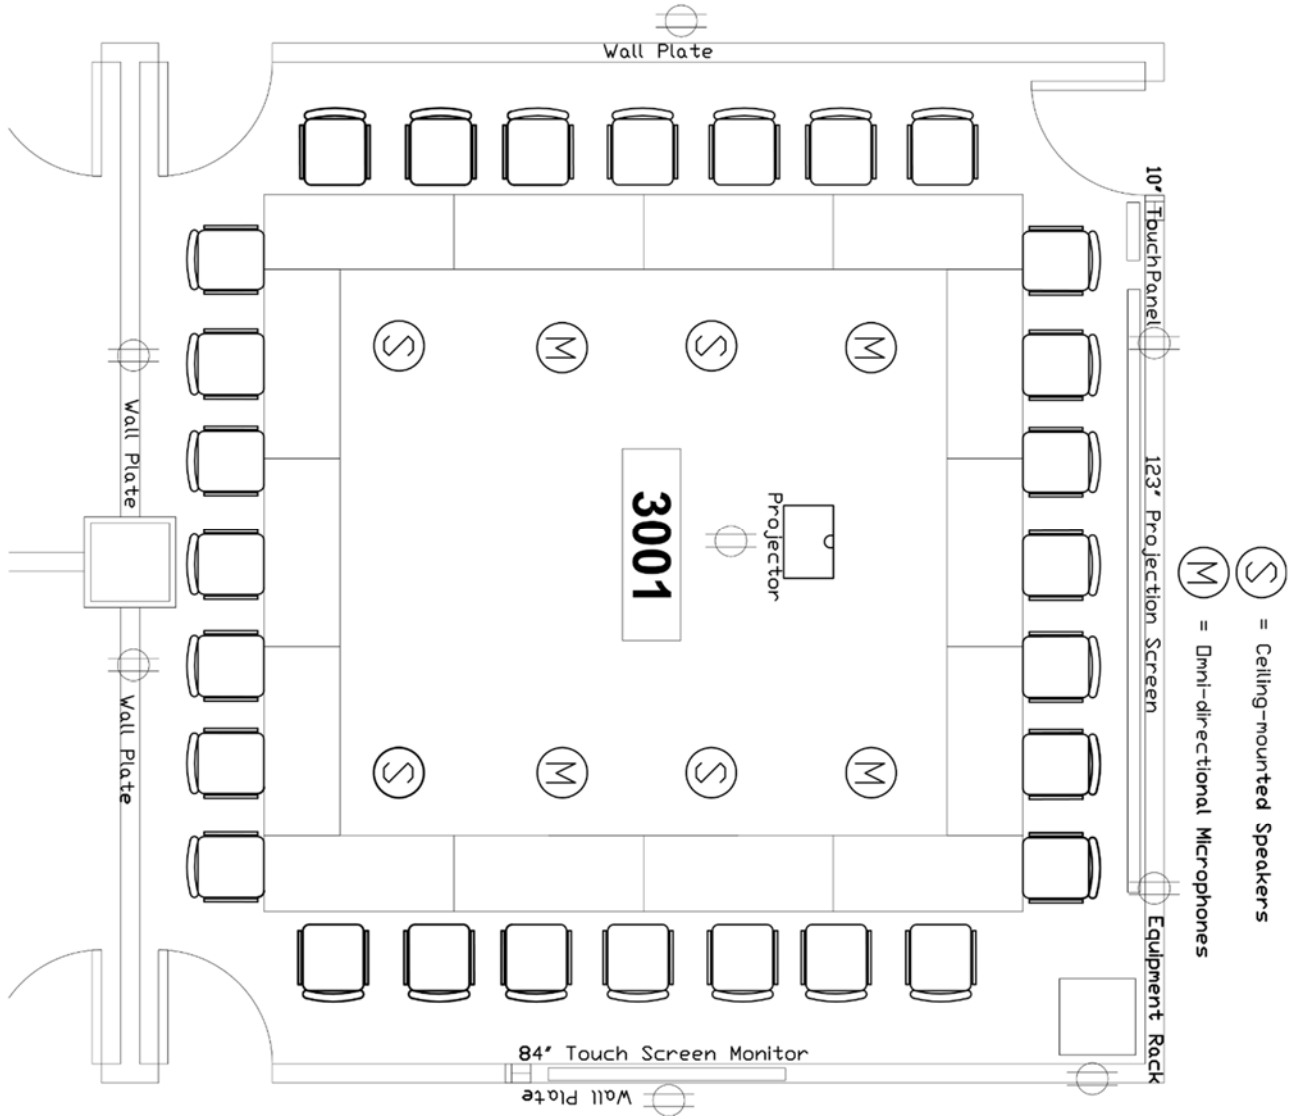 Wall Plate
10" TouchPanel
S
M
S
M
Wall Plate
3001
Projector
123" Projection Screen
S = Ceiling-mounted Speakers
M = Omni-directional Microphones
Wall Plate
S
M
S
M
Equipment Rack
84" Touch Screen Monitor
Wall Plate